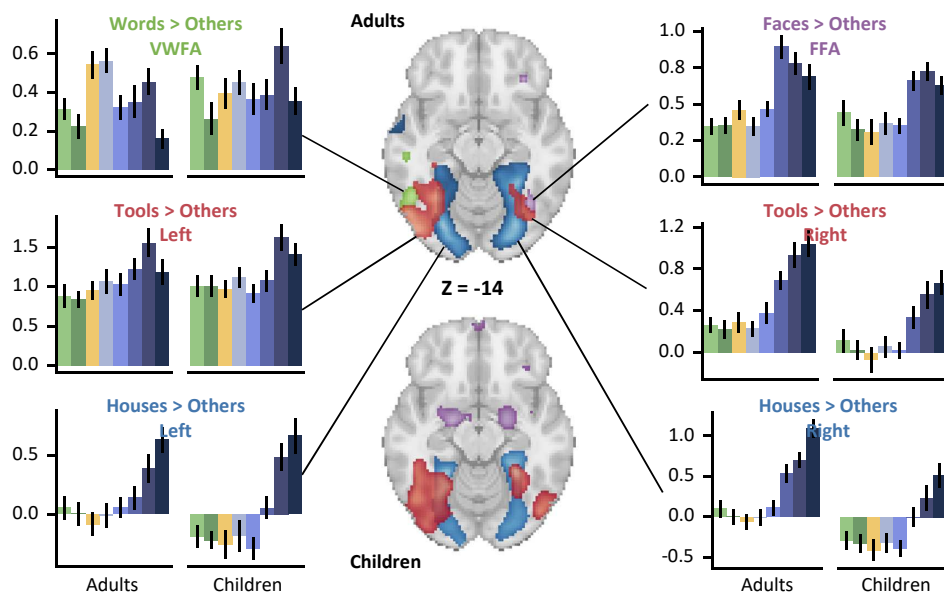 Words > Others
VWFA
0.6
0.4
0.2
0.0
Adults
Faces > Others
FFA
1.0
0.8
0.5
0.2
0.0
Tools > Others
Left
1.5
1.0
0.5
0.0
Z = -14
Tools > Others
Right
1.2
0.8
0.4
0.0
Houses > Others
Left
0.5
0.0
Adults
Children
Children
Houses > Others
Right
1.0
0.5
0.0
-0.5
Adults
Children